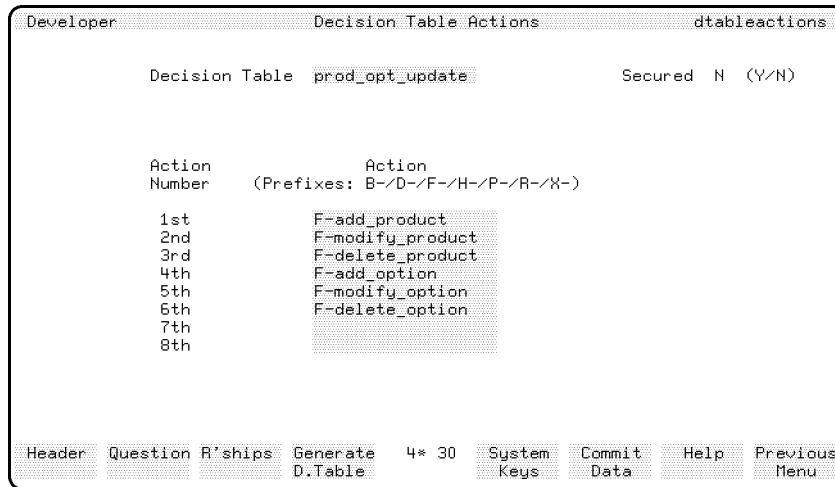 Developer Decision Table Actions dtableactions
Decision Table prod_opt_update Secured N (Y/N)
Action Action
Number (Prefixes: B-/D-/F-/H-/P-/R-/X-)
1st F-add_product
2nd F-modify_product
3rd F-delete_product
4th F-add_option
5th F-modify_option
6th F-delete_option
7th
8th
Header Question R'ships Generate 4* 30 System Commit Help Previous
D.Table Keys Data Menu